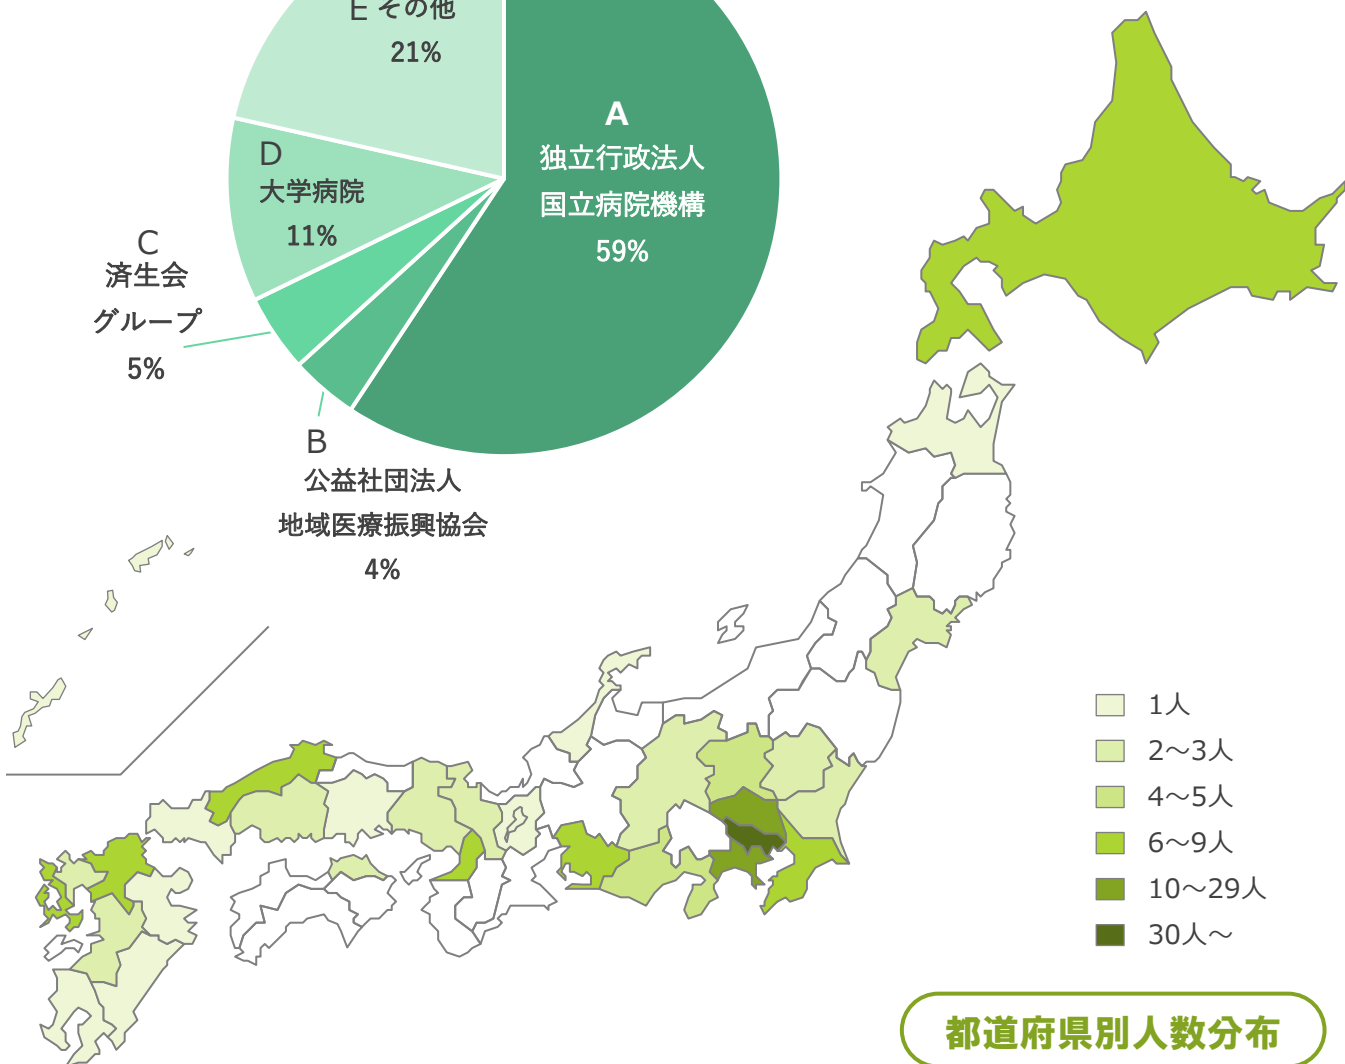 E その他
21%
A
独立行政法人
国立病院機構
59%
D
大学病院
11%
C
済生会
グループ
5%
B
公益社団法人
地域医療振興協会
4%
1人
2～3人
4～5人
6～9人
10～29人
30人～
都道府県別人数分布